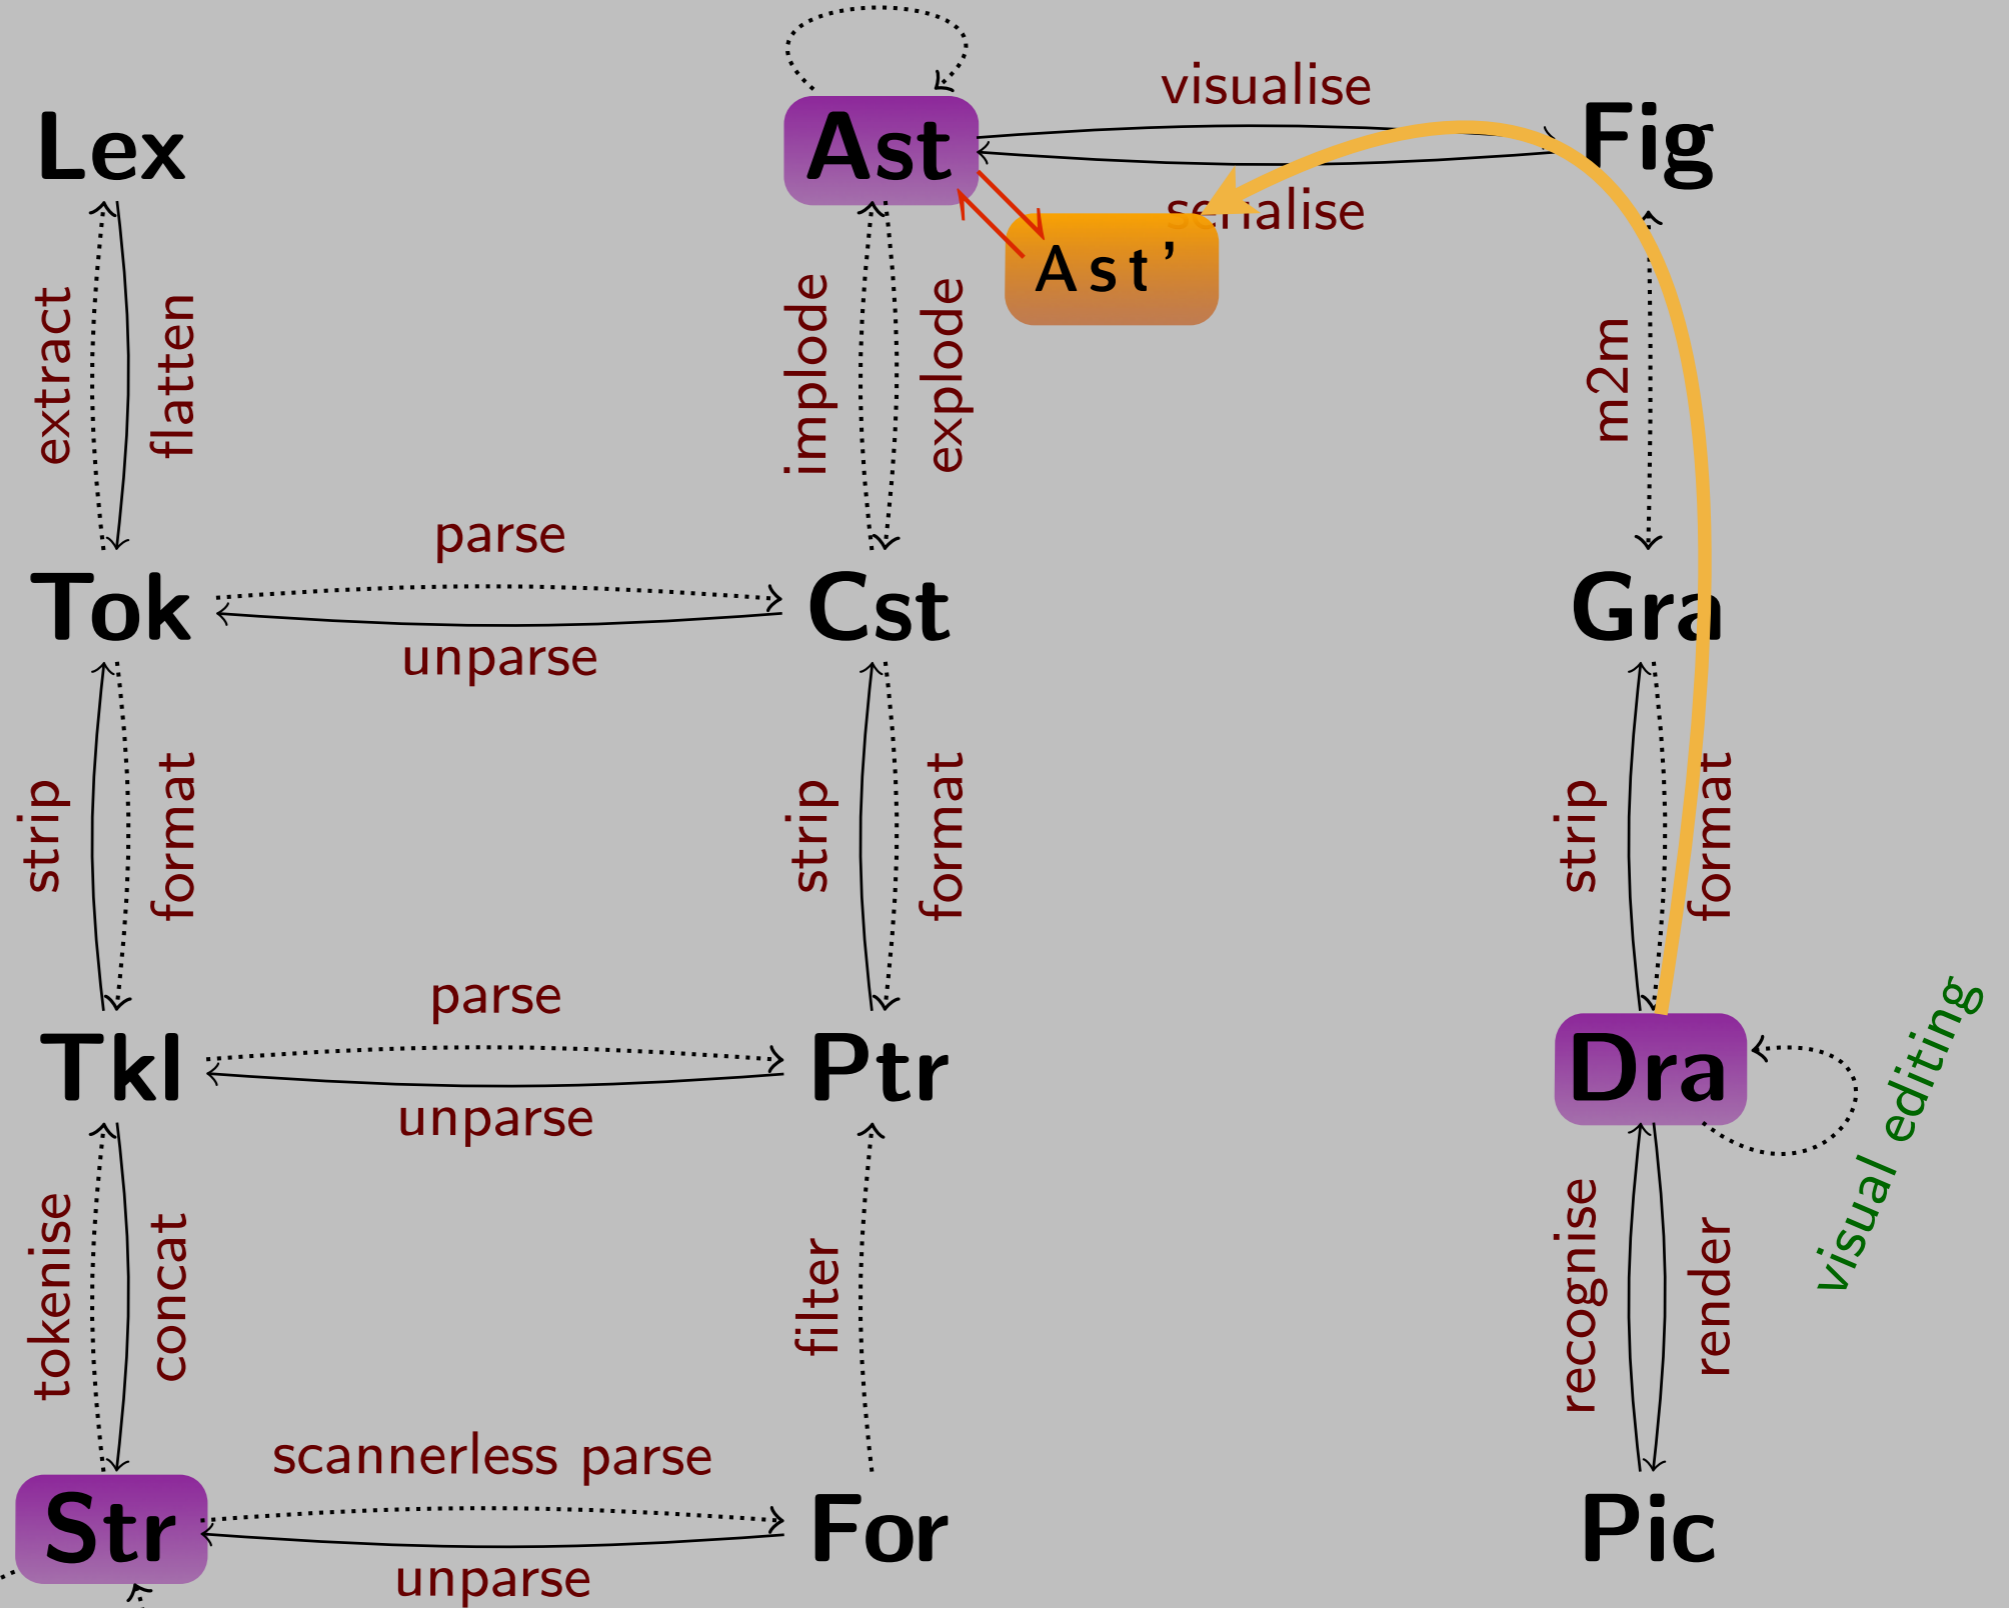 visualise
Lex
Ast
Fig
serialise
Ast'
extract
flatten
implode
explode
m2m
parse
Tok
Cst
Gra
unparse
strip
format
strip
format
strip
format
parse
Tkl
Ptr
Dra
unparse
visual editing
tokenise
concat
filter
recognise
render
scannerless parse
Str
For
Pic
unparse